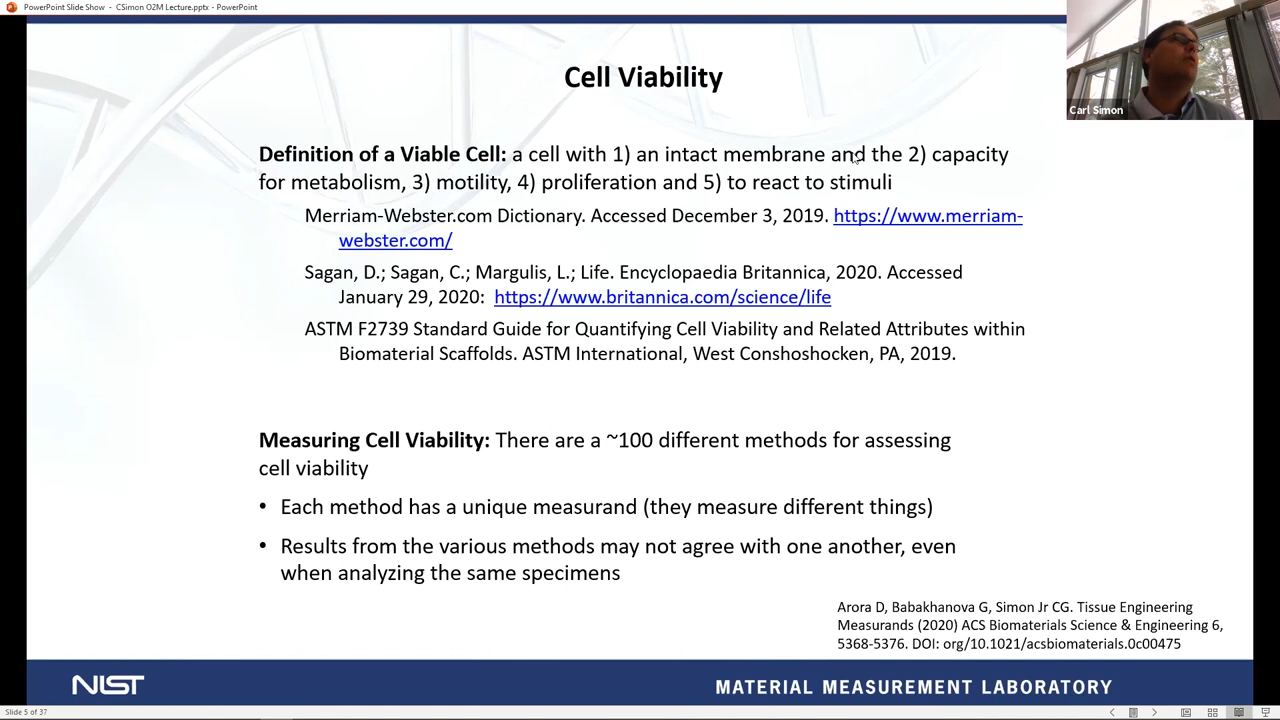 PowerPoint Slide Show - CSimon O2M Lecture.pptx - PowerPoint
Carl Simon
Cell Viability
Definition of a Viable Cell: a cell with 1) an intact membrane and the 2) capacity
for metabolism, 3) motility, 4) proliferation and 5) to react to stimuli
Merriam-Webster.com Dictionary. Accessed December 3, 2019. https://www.merriam-
webster.com/
Sagan, D.; Sagan, C.; Margulis, L.; Life. Encyclopaedia Britannica, 2020. Accessed
January 29, 2020: https://www.britannica.com/science/life
ASTM F2739 Standard Guide for Quantifying Cell Viability and Related Attributes within
Biomaterial Scaffolds. ASTM International, West Conshoshocken, PA, 2019.
Measuring Cell Viability: There are a ~100 different methods for assessing
cell viability
• Each method has a unique measurand (they measure different things)
• Results from the various methods may not agree with one another, even
when analyzing the same specimens
Arora D, Babakhanova G, Simon Jr CG. Tissue Engineering
Measurands (2020) ACS Biomaterials Science & Engineering 6,
5368-5376. DOI: org/10.1021/acsbiomaterials.0c00475
NIST
MATERIAL MEASUREMENT LABORATORY
Slide 5 of 37